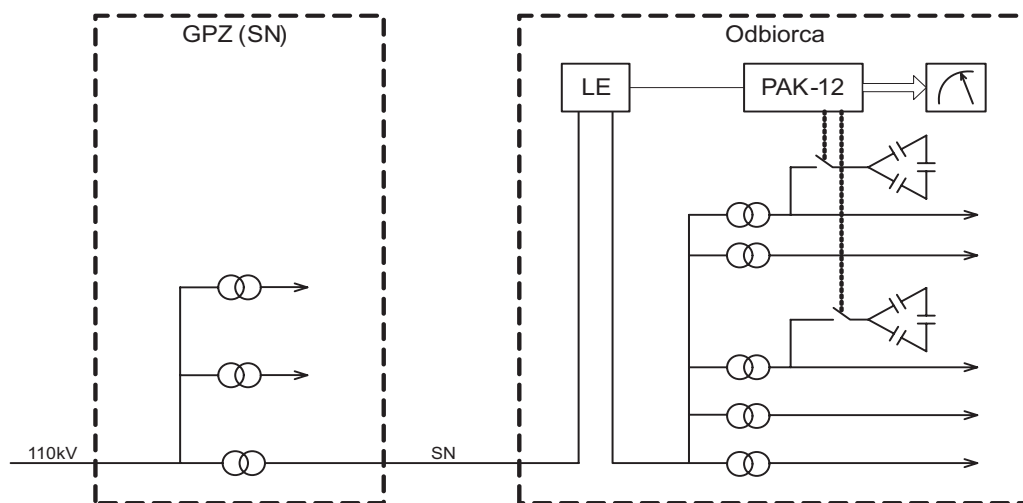 GPZ (SN)
Odbiorca
LE
PAK-12
110kV
SN